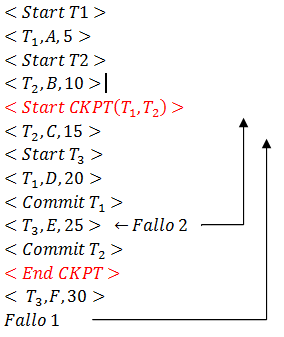 < Start T1 >
< T₁,A,5 >
< Start T2 >
< T₂,B,10 >
< Start CKPT(T₁,T₂) >
< T₂,C,15 >
< Start T₃ >
< T₁,D,20 >
< Commit T₁ >
< T₃,E,25 > ← Fallo 2
< Commit T₂ >
< End CKPT >
< T₃,F,30 >
Fallo 1